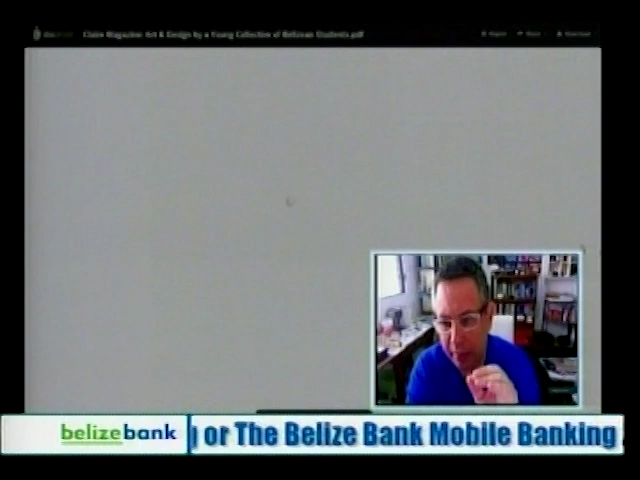 Claire Magazine Art & Design by a Young Collection of Belizean Students.pdf
belizebank
or The Belize Bank Mobile Banking